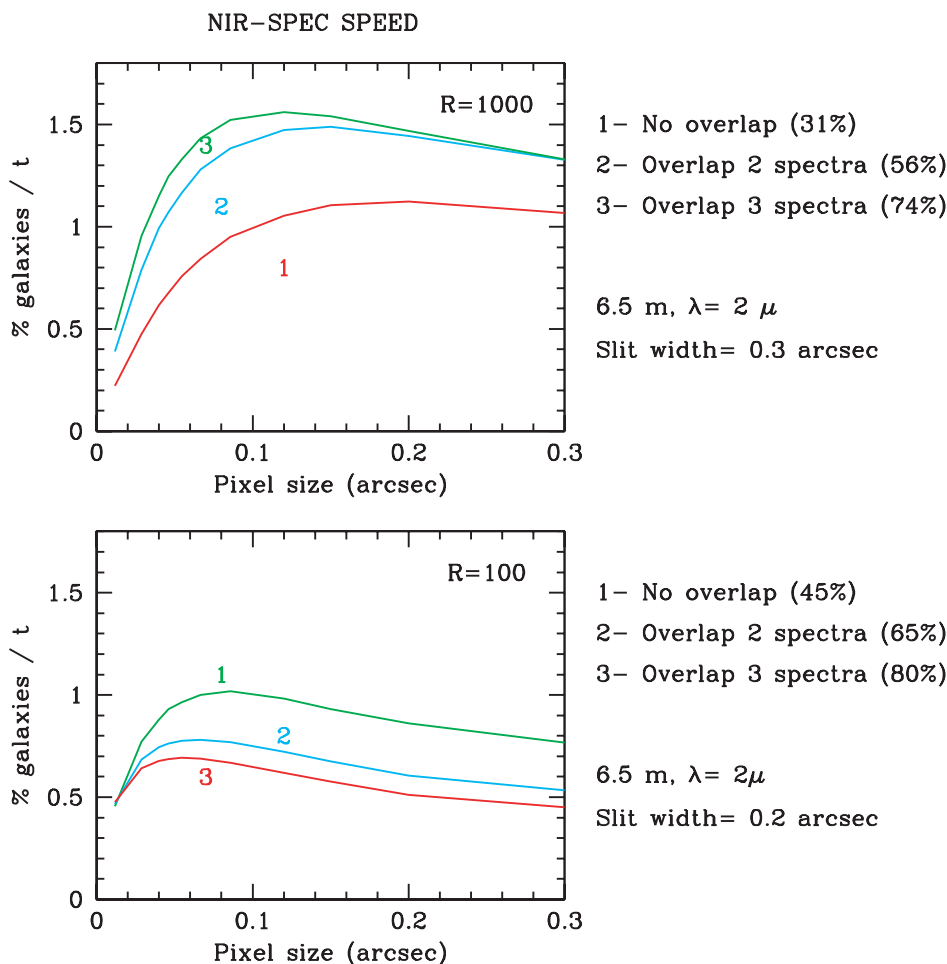 NIR-SPEC SPEED
R=1000
1.5
1
0.5
0
% galaxies / t
3
2
1
0
0.1
0.2
0.3
Pixel size (arcsec)
1- No overlap (31%)
2- Overlap 2 spectra (56%)
3- Overlap 3 spectra (74%)
6.5 m, λ= 2 μ
Slit width= 0.3 arcsec
R=100
1.5
1
0.5
0
% galaxies / t
1
2
3
0
0.1
0.2
0.3
Pixel size (arcsec)
1- No overlap (45%)
2- Overlap 2 spectra (65%)
3- Overlap 3 spectra (80%)
6.5 m, λ= 2μ
Slit width= 0.2 arcsec